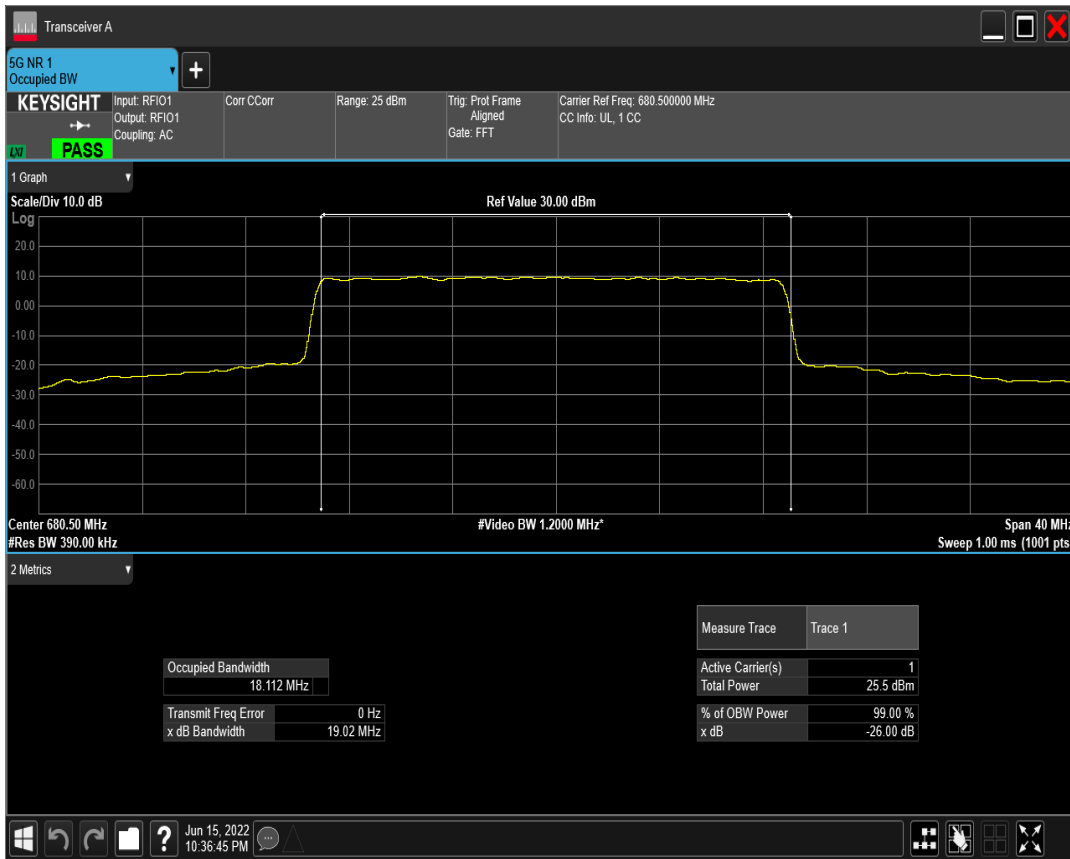 Transceiver A
5G NR 1
Occupied BW
+
KEYSIGHT
LXI
PASS
Input: RFIO1
Output: RFIO1
Coupling: AC
Corr CCorr
Range: 25 dBm
Trig: Prot Frame
Aligned
Gate: FFT
Carrier Ref Freq: 680.500000 MHz
CC Info: UL, 1 CC
1 Graph
Scale/Div 10.0 dB
Ref Value 30.00 dBm
Log
20.0
10.0
0.00
-10.0
-20.0
-30.0
-40.0
-50.0
-60.0
Center 680.50 MHz
#Video BW 1.2000 MHz*
Span 40 MHz
#Res BW 390.00 kHz
Sweep 1.00 ms (1001 pts
2 Metrics
Measure Trace Trace 1
Occupied Bandwidth
18.112 MHz
Active Carrier(s) 1
Total Power 25.5 dBm
Transmit Freq Error 0 Hz
x dB Bandwidth 19.02 MHz
% of OBW Power 99.00 %
x dB -26.00 dB
?
Jun 15, 2022
10:36:45 PM